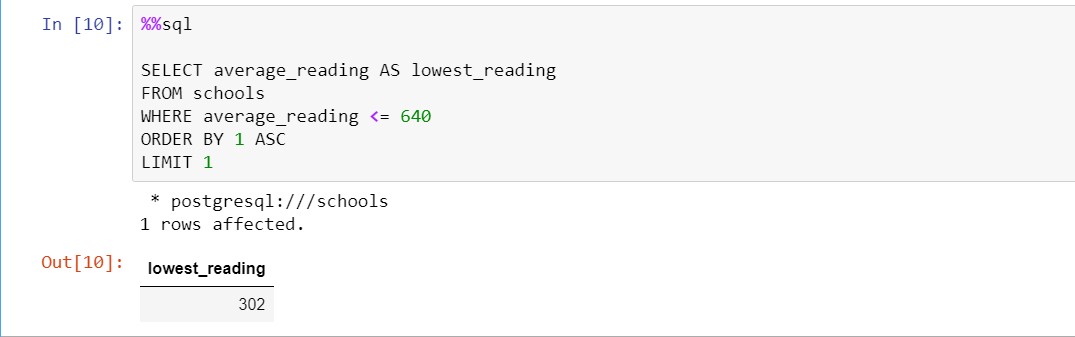 In [10]: %%sql
SELECT average_reading AS lowest_reading
FROM schools
WHERE average_reading <= 640
ORDER BY 1 ASC
LIMIT 1
* postgresql:///schools
1 rows affected.
Out[10]: lowest_reading
302